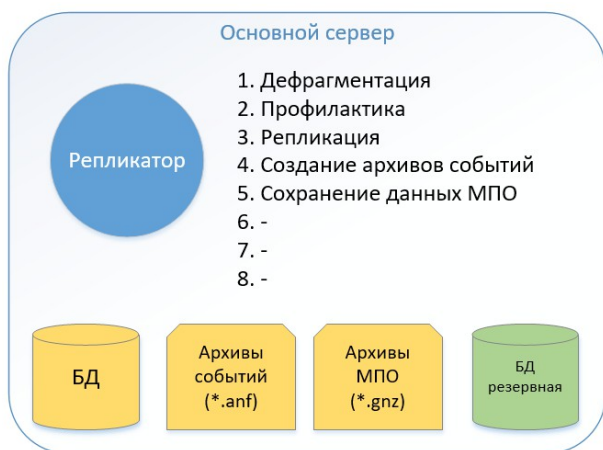 Основной сервер
Репликатор
1. Дефрагментация
2. Профилактика
3. Репликация
4. Создание архивов событий
5. Сохранение данных МПО
6. -
7. -
8. -
БД
Архивы
событий
(*.anf)
Архивы
МПО
(*.gnz)
БД
резервная